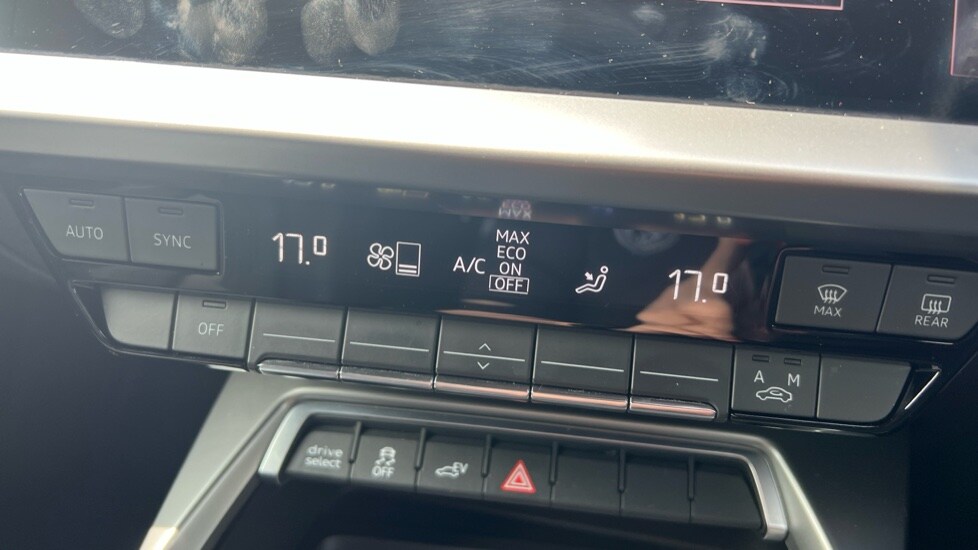 AUTO
SYNC
17.0
A/C
MAX
ECO
ON
OFF
17.0
MAX
REAR
OFF
A M
drive
select
OFF
EV